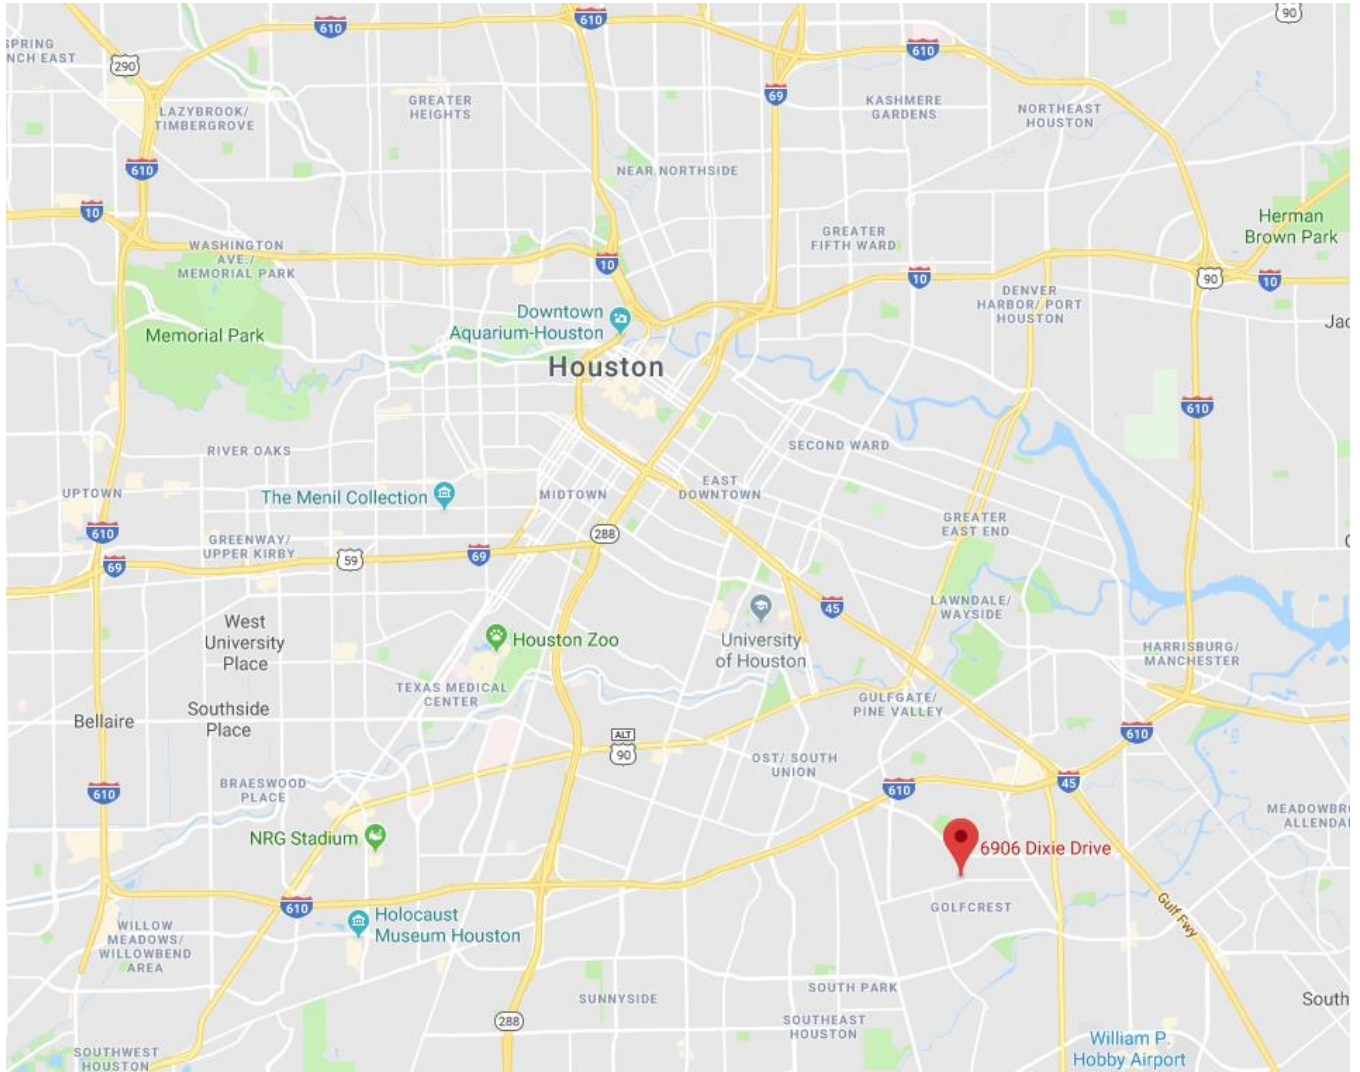 90
610
610
610
SPRING
NCH EAST
290
69
KASHMERE
GARDENS
GREATER
HEIGHTS
LAZYBROOK/
TIMBERGROVE
NORTHEAST
HOUSTON
610
NEAR NORTHSIDE
10
Herman
Brown Park
GREATER
FIFTH WARD
WASHINGTON
AVE./
MEMORIAL PARK
10
10
90
10
DENVER
HARBOR/ PORT
HOUSTON
Downtown
Aquarium-Houston
Jac
Memorial Park
Houston
610
RIVER OAKS
SECOND WARD
UPTOWN
The Menil Collection
MIDTOWN
EAST
DOWNTOWN
GREATER
EAST END
610
288
GREENWAY/
UPPER KIRBY
59
69
69
LAWNDALE/
WAYSIDE
45
West
University
Place
Houston Zoo
University
of Houston
HARRISBURG/
MANCHESTER
TEXAS MEDICAL
CENTER
GULFGATE/
PINE VALLEY
Bellaire
Southside
Place
610
ALT
90
OST/ SOUTH
UNION
BRAESWOOD
PLACE
610
610
45
MEADOWBRO
ALLENDA
NRG Stadium
6906 Dixie Drive
610
GOLFCREST
Gulf Fwy
Holocaust
Museum Houston
WILLOW
MEADOWS/
WILLOWBEND
AREA
SUNNYSIDE
SOUTH PARK
South
288
SOUTHEAST
HOUSTON
William P.
Hobby Airport
SOUTHWEST
HOUSTON